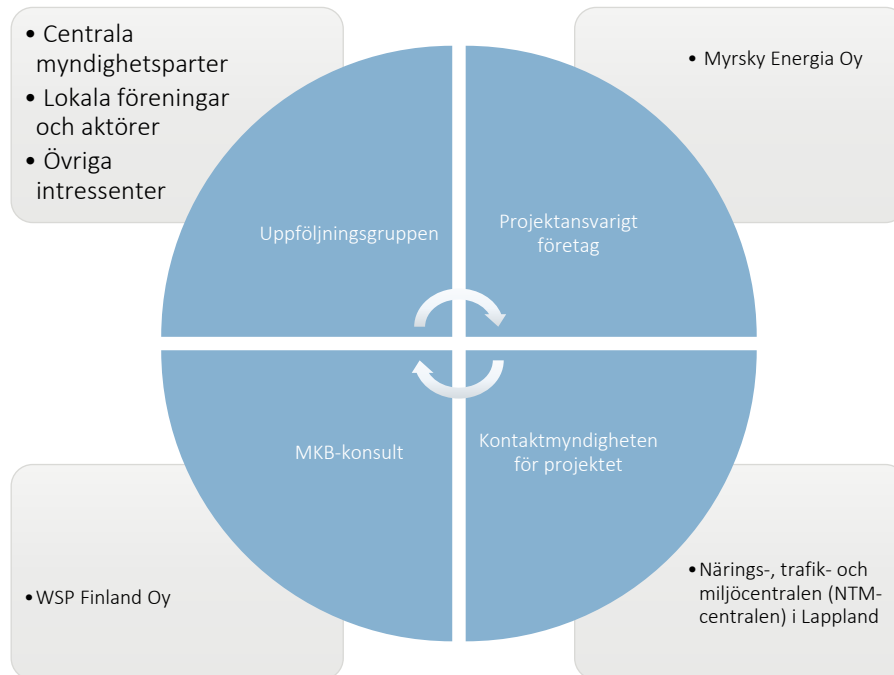 • Centrala
myndighetsparter
• Lokala föreningar
och aktörer
• Övriga
intressenter
• Myrsky Energia Oy
Uppföljningsgruppen
Projektansvarigt
företag
MKB-konsult
Kontaktmyndigheten
för projektet
• WSP Finland Oy
• Närings-, trafik- och
miljöcentralen (NTM-
centralen) i Lappland